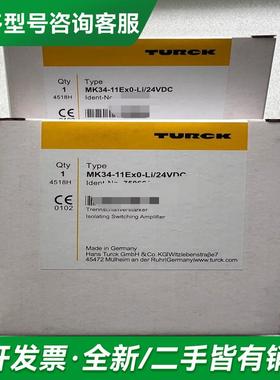 型号咨询客服
TURCK
Qty
1
4518H
Type
MK34-11Ex0-Li/24VDC
Ident-Nr
TURCK
Qty
1
4518H
Type
MK34-11Ex0-Li/24VDC
Ident-No
0102
Trennschaltverstärker
Isolating Switching Amplifier
Made in Germany
Hans Turck GmbH & Co. KG Witzlebenstraße7
45472 Mülheim an der Ruhr/Germany
www.turck.com
开发票·全新/二手皆有销